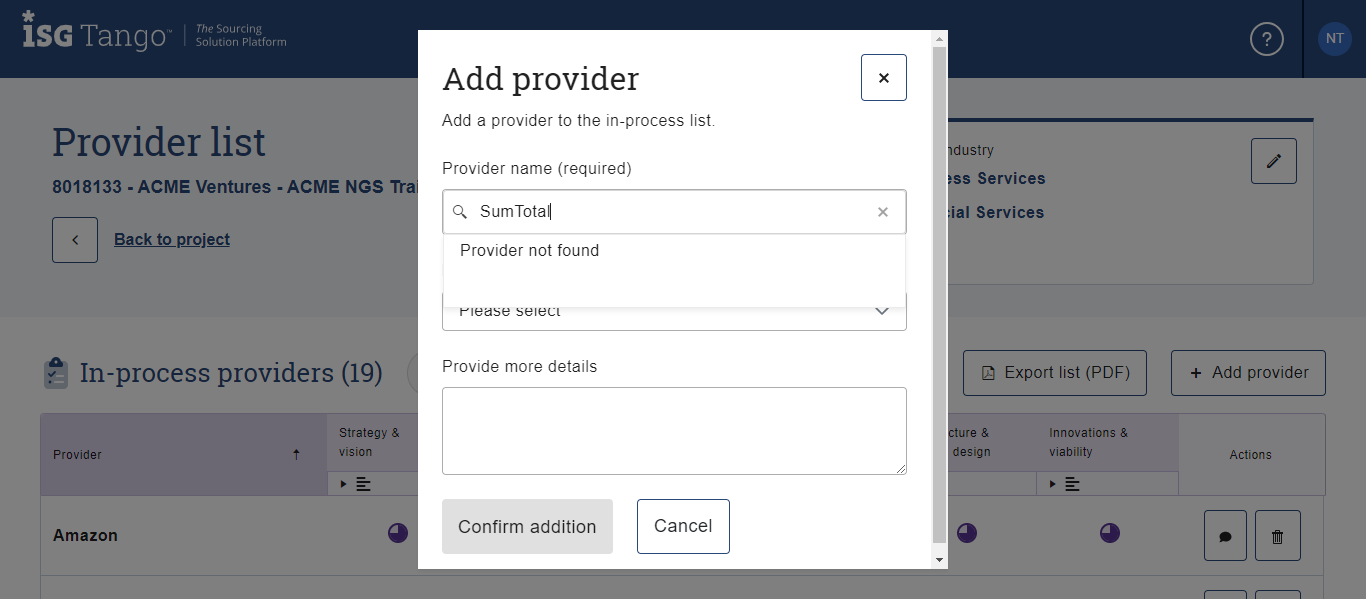 iSG Tango™ The Sourcing
Solution Platform
?
NT
Provider list
8018133 - ACME Ventures - ACME NGS Trai
Back to project
ndustry
ess Services
ial Services
Add provider
Add a provider to the in-process list.
Provider name (required)
SumTotal
Provider not found
Please select
Provide more details
Confirm addition
Cancel
In-process providers (19)
Export list (PDF)
+ Add provider
Provider
Strategy &
vision
cture &
design
Innovations &
viability
Actions
Amazon